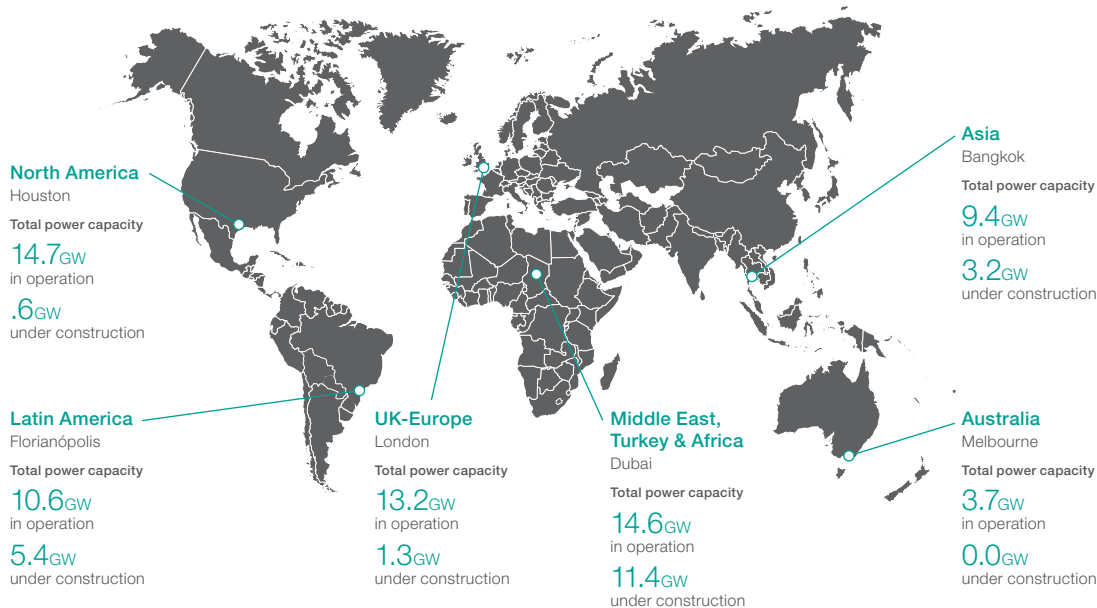 North America
Houston
Total power capacity
14.7GW
in operation
.6GW
under construction
Latin America
Florianópolis
Total power capacity
10.6GW
in operation
5.4GW
under construction
UK-Europe
London
Total power capacity
13.2GW
in operation
1.3GW
under construction
Middle East,
Turkey & Africa
Dubai
Total power capacity
14.6GW
in operation
11.4GW
under construction
Asia
Bangkok
Total power capacity
9.4GW
in operation
3.2GW
under construction
Australia
Melbourne
Total power capacity
3.7GW
in operation
0.0GW
under construction